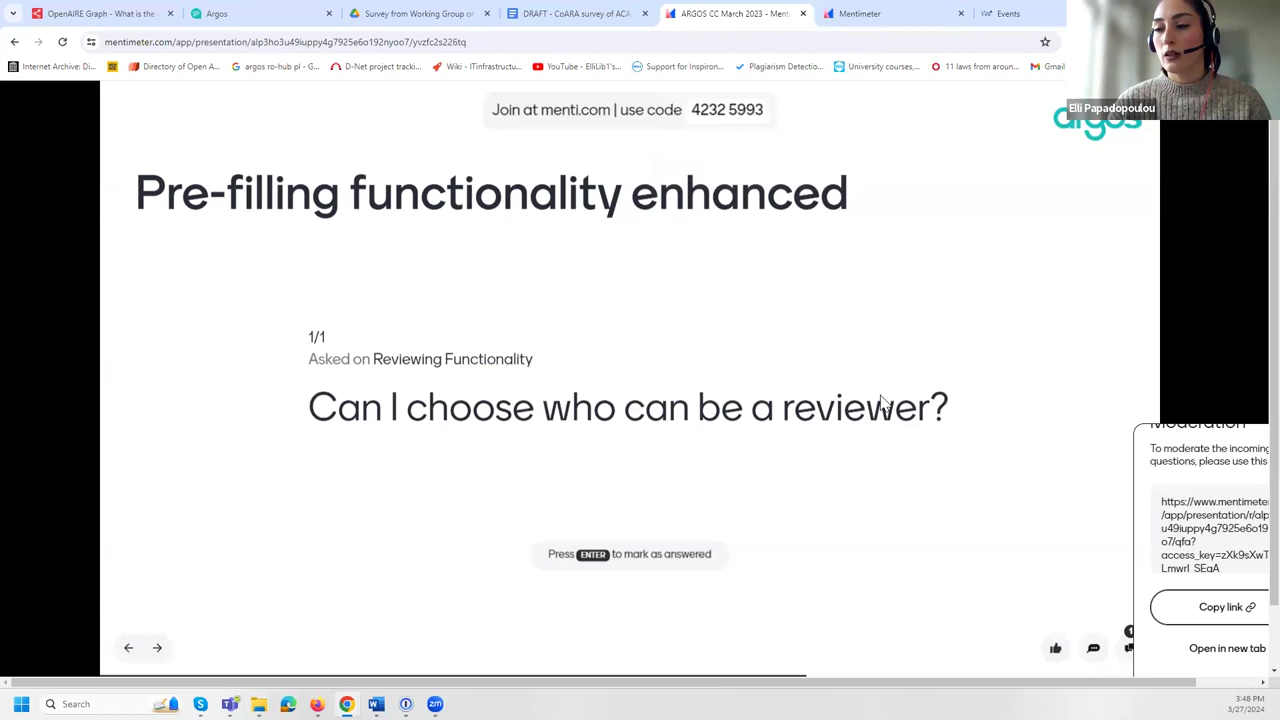 OpenAIRE Graph - What is the
Argos
Survey from Working Group on
DRAFT - CoARA survey of ACA
ARGOS CC March 2023 - Menti
Mentimeter
Events
mentimeter.com/app/presentation/alp3ho3u49iuppy4g7925e6o192nyoo7/yvzfc2s226tq
Internet Archive: Di...
Directory of Open A...
argos ro-hub pl - G...
D-Net project tracki...
Wiki - ITinfrastructu...
YouTube - ElliLib1's...
Support for Inspiron...
Plagiarism Detection...
University courses,...
11 laws from aroun...
Gmail
Elli Papadopoulou
Join at menti.com | use code 4232 5993
argos
Pre-filling functionality enhanced
1/1
Asked on Reviewing Functionality
Can I choose who can be a reviewer?
Press ENTER to mark as answered
Moderation
To moderate the incoming
questions, please use this
https://www.mentimeter
/app/presentation/r/alp
u49iuppy4g7925e6o19
o7/qfa?
access_key=zXk9sXwT
LmwrI_SEqA
Copy link
Open in new tab
Search
3:48 PM
3/27/2024